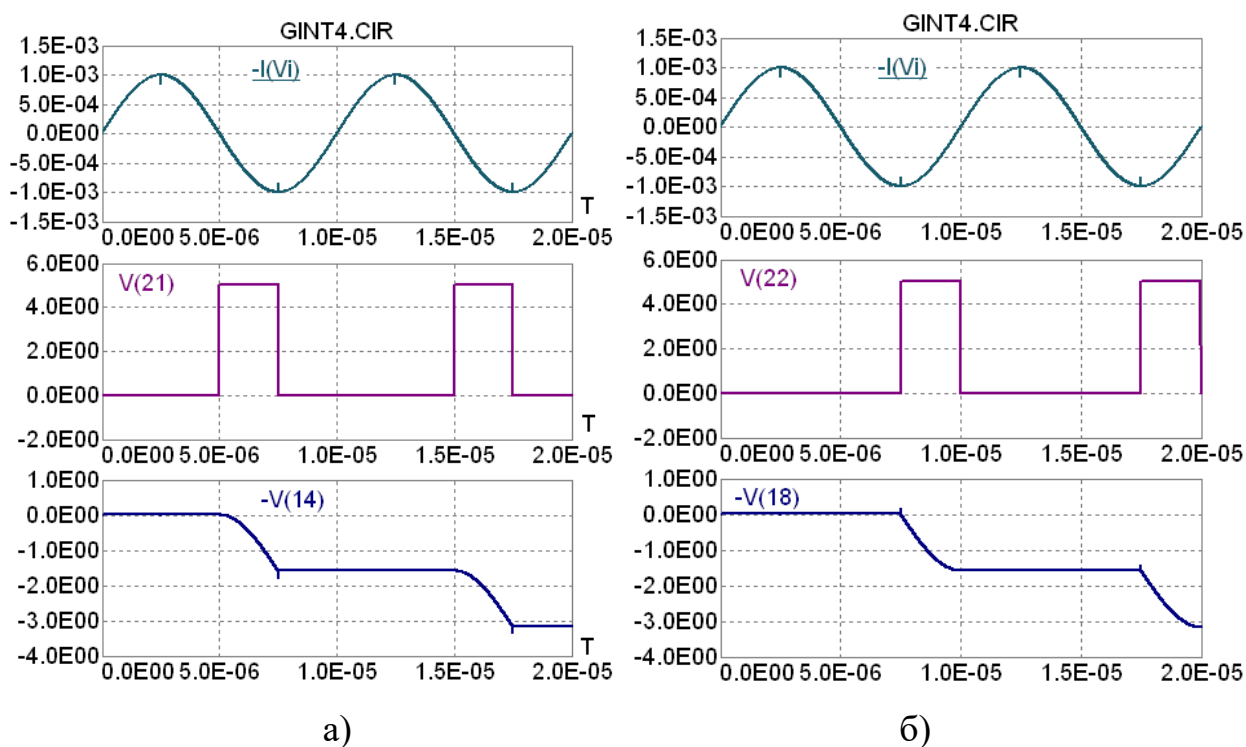 GINT4.CIR
1.5E-03
1.0E-03
5.0E-04
0.0E00
-5.0E-04
-1.0E-03
-1.5E-03
-I(Vi)
T
0.0E00 5.0E-06 1.0E-05 1.5E-05 2.0E-05
6.0E00
4.0E00
2.0E00
0.0E00
-2.0E00
V(21)
T
0.0E00 5.0E-06 1.0E-05 1.5E-05 2.0E-05
1.0E00
0.0E00
-1.0E00
-2.0E00
-3.0E00
-4.0E00
-V(14)
T
0.0E00 5.0E-06 1.0E-05 1.5E-05 2.0E-05
а)
GINT4.CIR
1.5E-03
1.0E-03
5.0E-04
0.0E00
-5.0E-04
-1.0E-03
-1.5E-03
-I(Vi)
0.0E00 5.0E-06 1.0E-05 1.5E-05 2.0E-05
6.0E00
4.0E00
2.0E00
0.0E00
-2.0E00
V(22)
0.0E00 5.0E-06 1.0E-05 1.5E-05 2.0E-05
1.0E00
0.0E00
-1.0E00
-2.0E00
-3.0E00
-4.0E00
-V(18)
0.0E00 5.0E-06 1.0E-05 1.5E-05 2.0E-05
б)